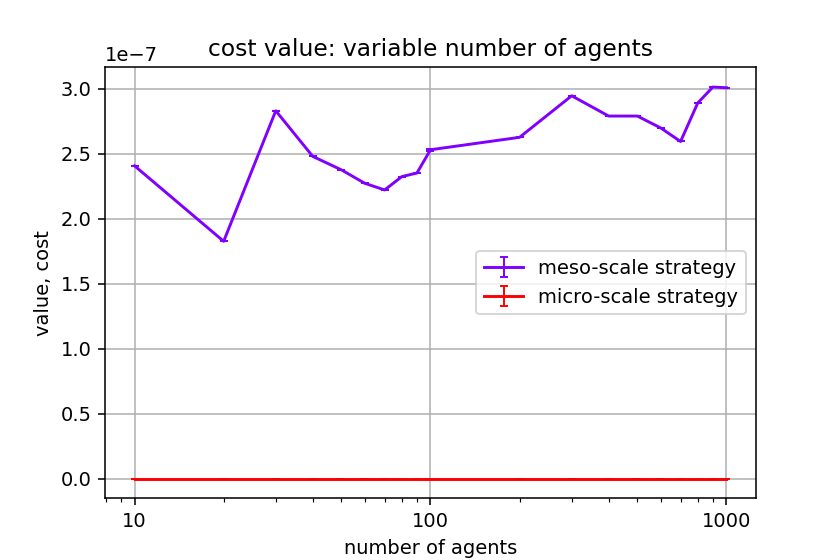 cost value: variable number of agents
1e−7
3.0
2.5
2.0
1.5
1.0
0.5
0.0
value, cost
meso-scale strategy
micro-scale strategy
10
100
1000
number of agents